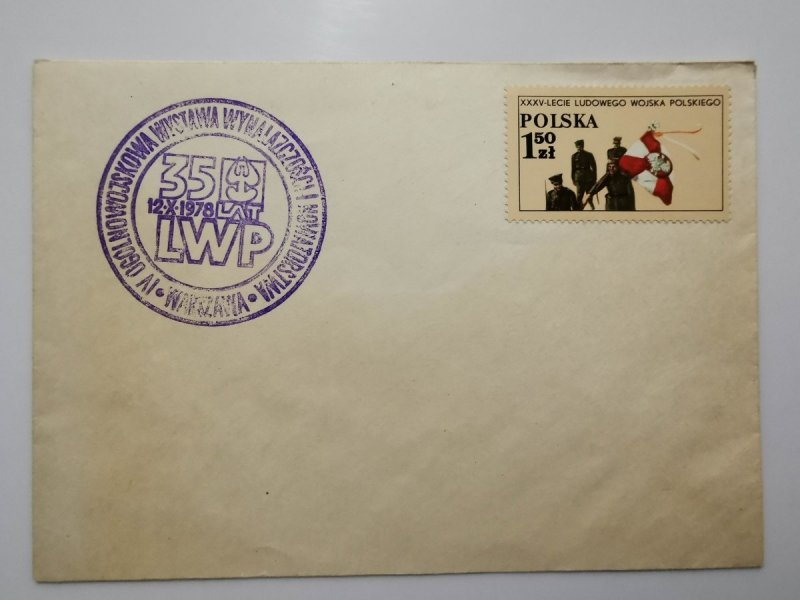 IV OGÓLNOWOJSKOWA WYSTAWA WYNALAZCZOŚCI I NOWATORSTWA • WARSZAWA •
35
12·X·1978 LAT
LWP
XXXV-LECIE LUDOWEGO WOJSKA POLSKIEGO
POLSKA
1 50
zł